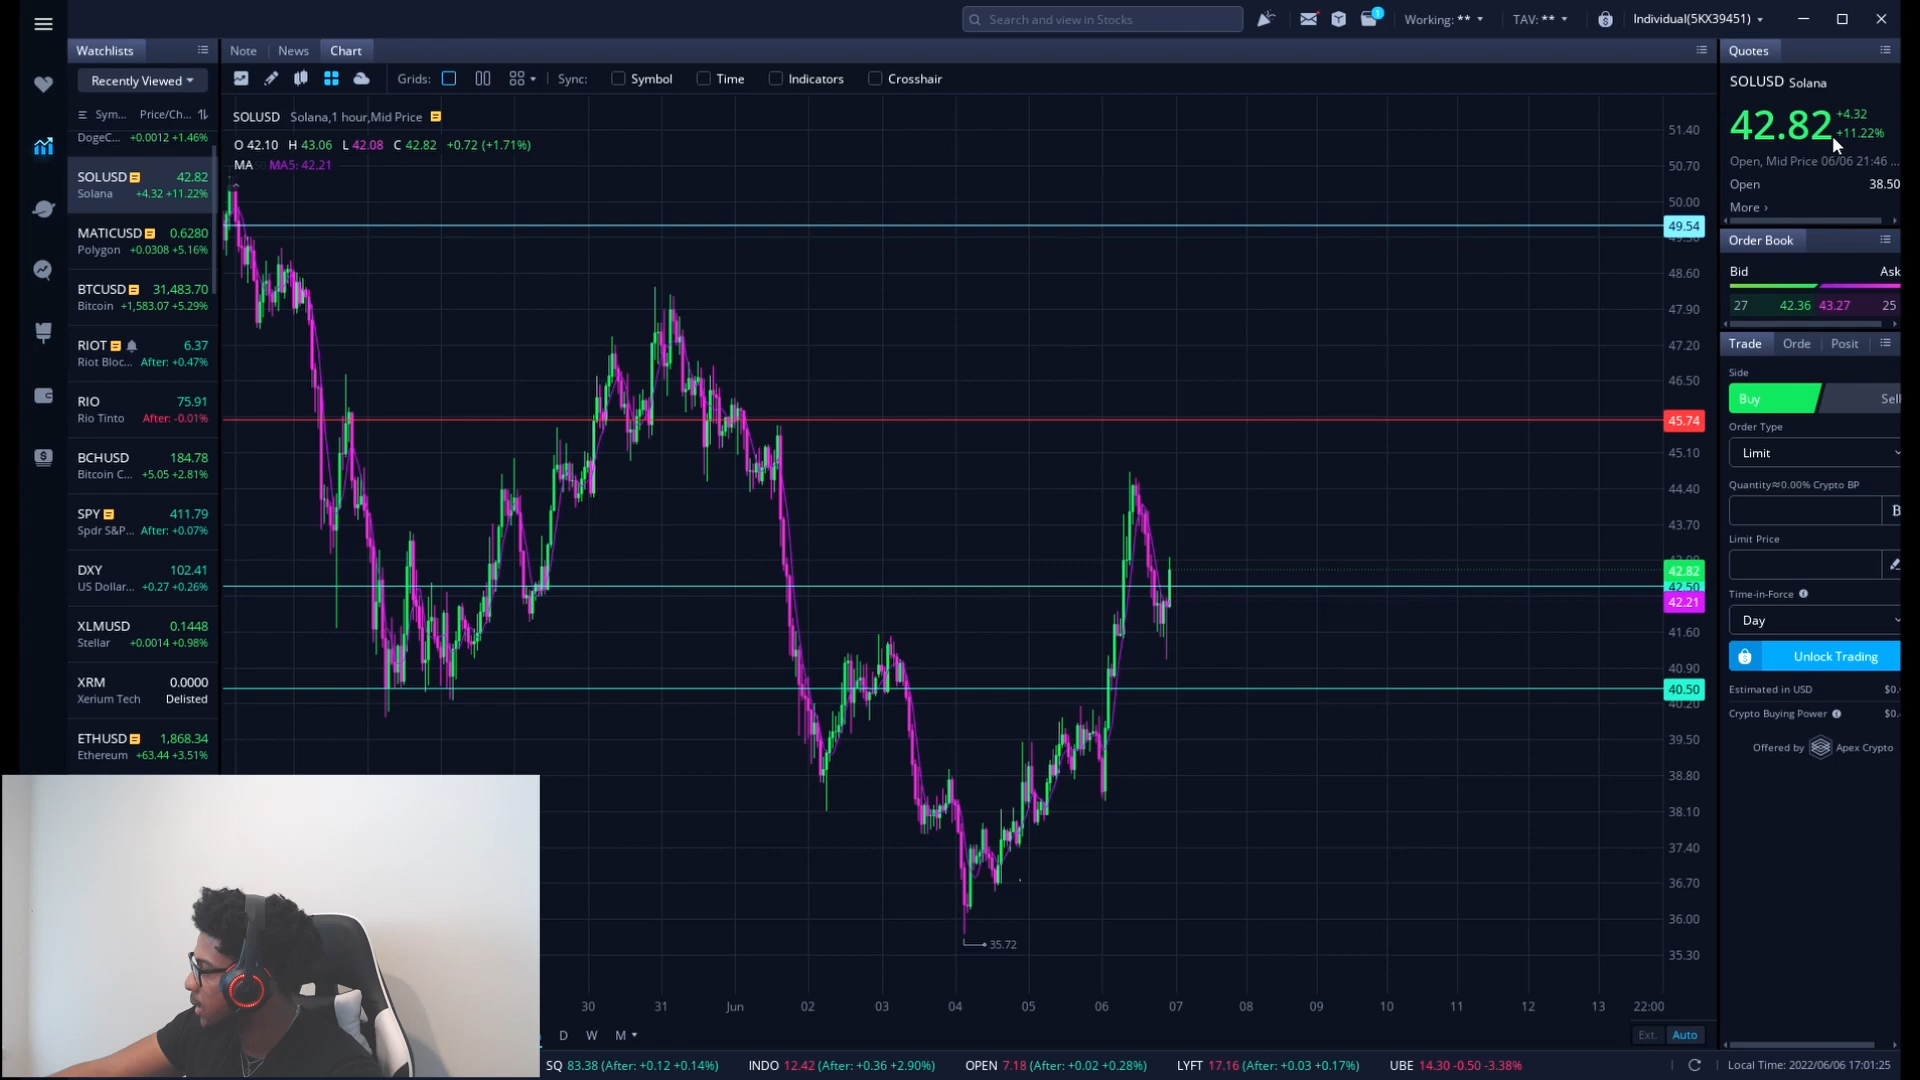 Search and view in Stocks
1
Working: **
TAV: **
Individual(5KX39451)
Watchlists
Note News Chart
Quotes
Recently Viewed
Grids: Sync: Symbol Time Indicators Crosshair
Sym... Price/Ch...
DogeC... +0.0012 +1.46%
SOLUSD 42.82
Solana +4.32 +11.22%
MATICUSD 0.6280
Polygon +0.0308 +5.16%
BTCUSD 31,483.70
Bitcoin +1,583.07 +5.29%
RIOT 6.37
Riot Bloc... After: +0.47%
RIO 75.91
Rio Tinto After: -0.01%
BCHUSD 184.78
Bitcoin C... +5.05 +2.81%
SPY 411.79
Spdr S&P... After: +0.07%
DXY 102.41
US Dollar... +0.27 +0.26%
XLMUSD 0.1448
Stellar +0.0014 +0.98%
XRM 0.0000
Xerium Tech Delisted
ETHUSD 1,868.34
Ethereum +63.44 +3.51%
SOLUSD Solana,1 hour,Mid Price
O 42.10 H 43.06 L 42.08 C 42.82 +0.72 (+1.71%)
MA MA5: 42.21
51.40
50.70
50.00
49.54
48.60
47.90
47.20
46.50
45.74
45.10
44.40
43.70
42.82
42.50
42.21
41.60
40.90
40.50
40.20
39.50
38.80
38.10
37.40
36.70
36.00
35.30
35.72
30 31 Jun 02 03 04 05 06 07 08 09 10 11 12 13 22:00
D W M
Ext. Auto
SOLUSD Solana
42.82 +4.32
+11.22%
Open, Mid Price 06/06 21:46 ...
Open 38.50
More ›
Order Book
Bid Ask
27 42.36 43.27 25
Trade Orde Posit
Side
Buy Sell
Order Type
Limit
Quantity≈0.00% Crypto BP
Limit Price
Time-in-Force
Day
Unlock Trading
Estimated in USD $0.
Crypto Buying Power $0.
Offered by Apex Crypto
SQ 83.38 (After: +0.12 +0.14%) INDO 12.42 (After: +0.36 +2.90%) OPEN 7.18 (After: +0.02 +0.28%) LYFT 17.16 (After: +0.03 +0.17%) UBE 14.30 -0.50 -3.38%
Local Time: 2022/06/06 17:01:25